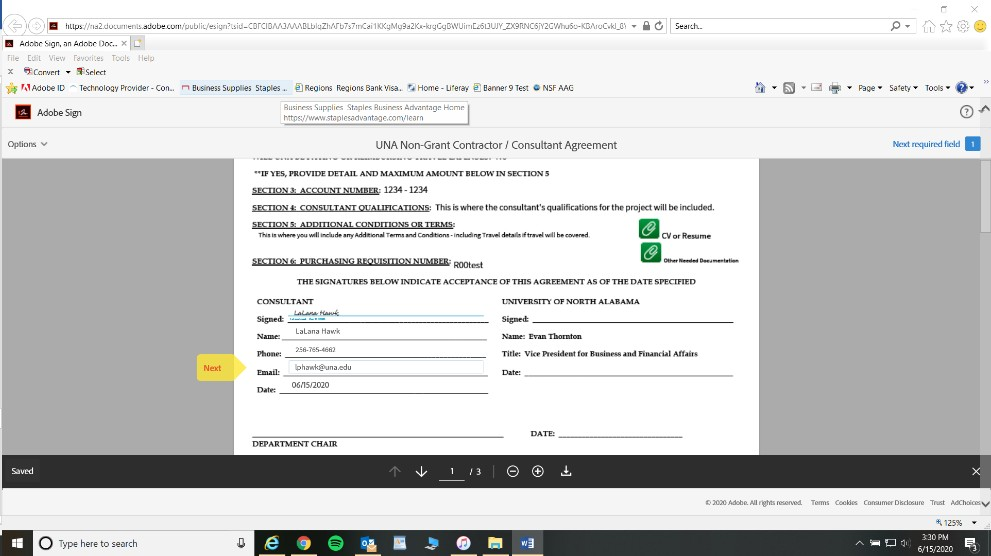 Search...
Adobe Sign, an Adobe Doc... ×
File Edit View Favorites Tools Help
x Convert Select
Adobe ID Technology Provider - Con... Business Supplies Staples ... Regions Regions Bank Visa... Home - Liferay Banner 9 Test NSF AAG Page Safety Tools
Business Supplies Staples Business Advantage Home
https://www.staplesadvantage.com/learn
Adobe Sign
Options UNA Non-Grant Contractor / Consultant Agreement Next required field 1
**IF YES, PROVIDE DETAIL AND MAXIMUM AMOUNT BELOW IN SECTION 5
SECTION 3: ACCOUNT NUMBER: 1234 - 1234
SECTION 4: CONSULTANT QUALIFICATIONS: This is where the consultant's qualifications for the project will be included.
SECTION 5: ADDITIONAL CONDITIONS OR TERMS:
This is where you will include any Additional Terms and Conditions - including Travel details if travel will be covered.
CV or Resume
Other Needed Documentation
SECTION 6: PURCHASING REQUISITION NUMBER: R00test
THE SIGNATURES BELOW INDICATE ACCEPTANCE OF THIS AGREEMENT AS OF THE DATE SPECIFIED
CONSULTANT UNIVERSITY OF NORTH ALABAMA
Signed: LaLana Hawk Signed:
Name: LaLana Hawk Name: Evan Thornton
Phone: 256-765-4662 Title: Vice President for Business and Financial Affairs
Next Email: lphawk@una.edu Date:
Date: 06/15/2020
DATE:
DEPARTMENT CHAIR
Saved 1 / 3
© 2020 Adobe. All rights reserved. Terms Cookies Consumer Disclosure Trust AdChoices
125%
Type here to search
3:30 PM
6/15/2020
3